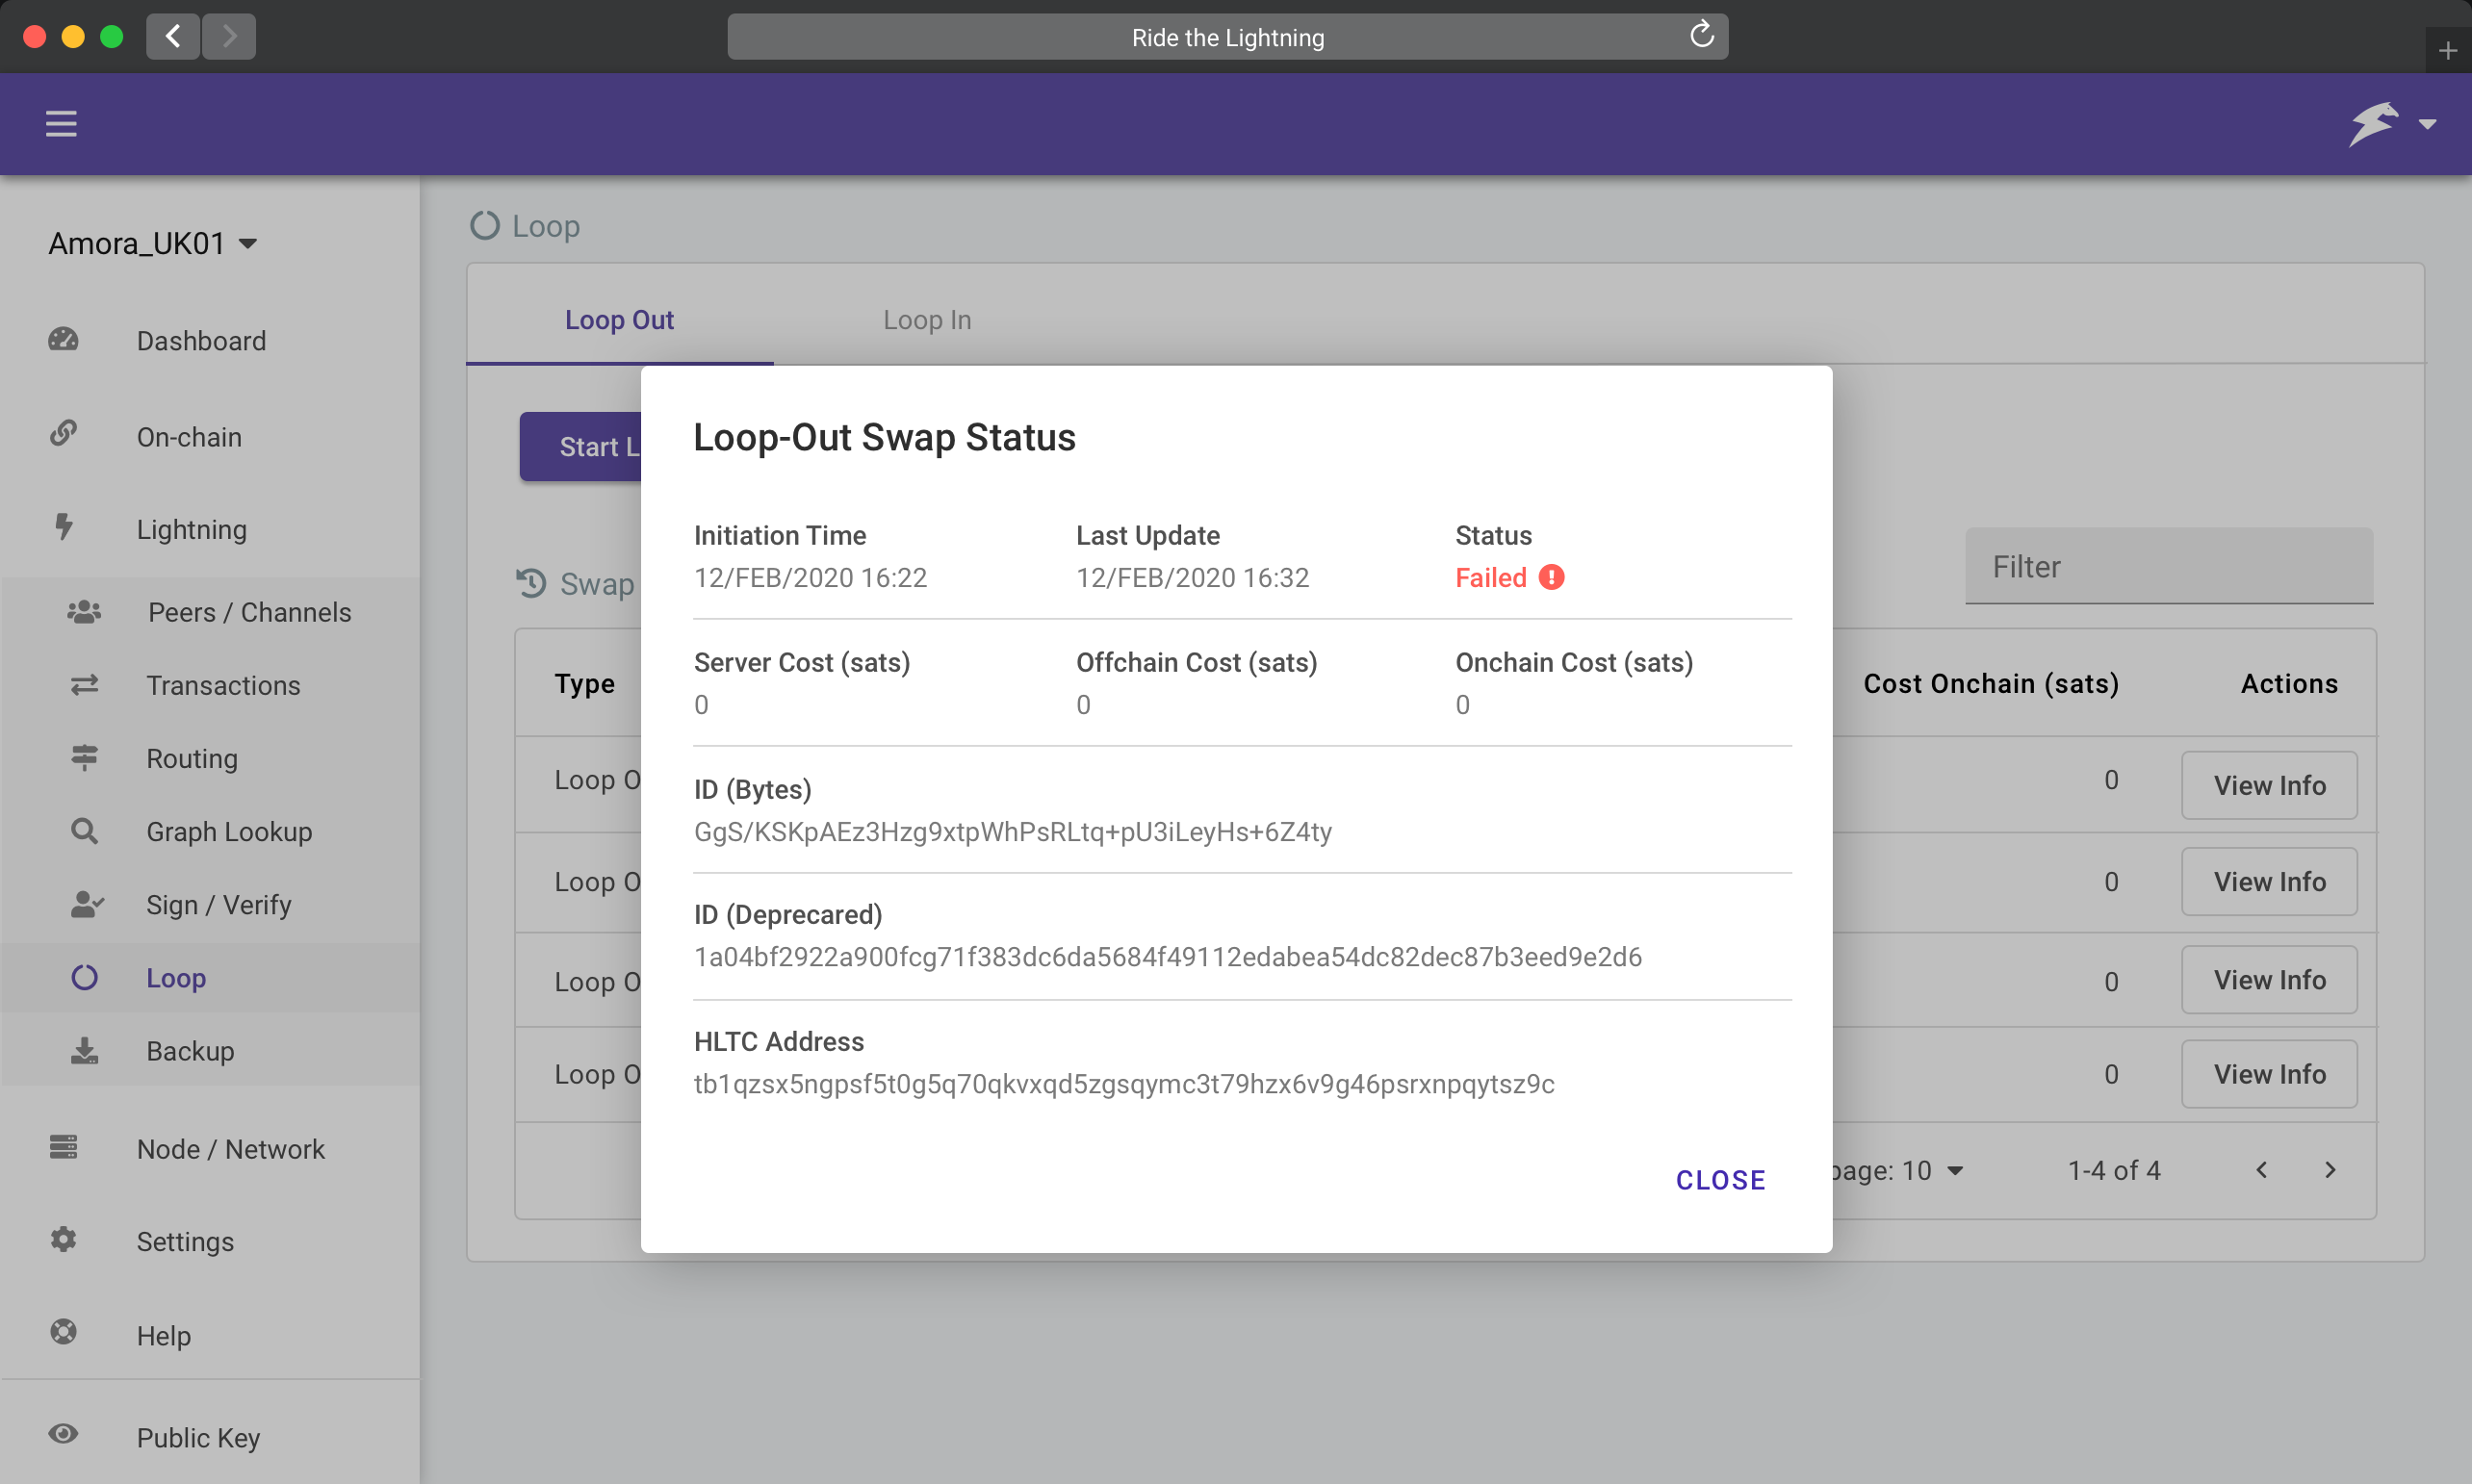 Ride the Lightning
Amora_UK01
Dashboard
On-chain
Lightning
Peers / Channels
Transactions
Routing
Graph Lookup
Sign / Verify
Loop
Backup
Node / Network
Settings
Help
Public Key
Loop
Loop Out
Loop In
Start L
Swap
Filter
Type
Cost Onchain (sats)
Actions
Loop O
0
View Info
Loop O
0
View Info
Loop O
0
View Info
Loop O
0
View Info
page: 10
1-4 of 4
Loop-Out Swap Status
Initiation Time
12/FEB/2020 16:22
Last Update
12/FEB/2020 16:32
Status
Failed
Server Cost (sats)
0
Offchain Cost (sats)
0
Onchain Cost (sats)
0
ID (Bytes)
GgS/KSKpAEz3Hzg9xtpWhPsRLtq+pU3iLeyHs+6Z4ty
ID (Deprecared)
1a04bf2922a900fcg71f383dc6da5684f49112edabea54dc82dec87b3eed9e2d6
HLTC Address
tb1qzsx5ngpsf5t0g5q70qkvxqd5zgsqymc3t79hzx6v9g46psrxnpqytsz9c
CLOSE